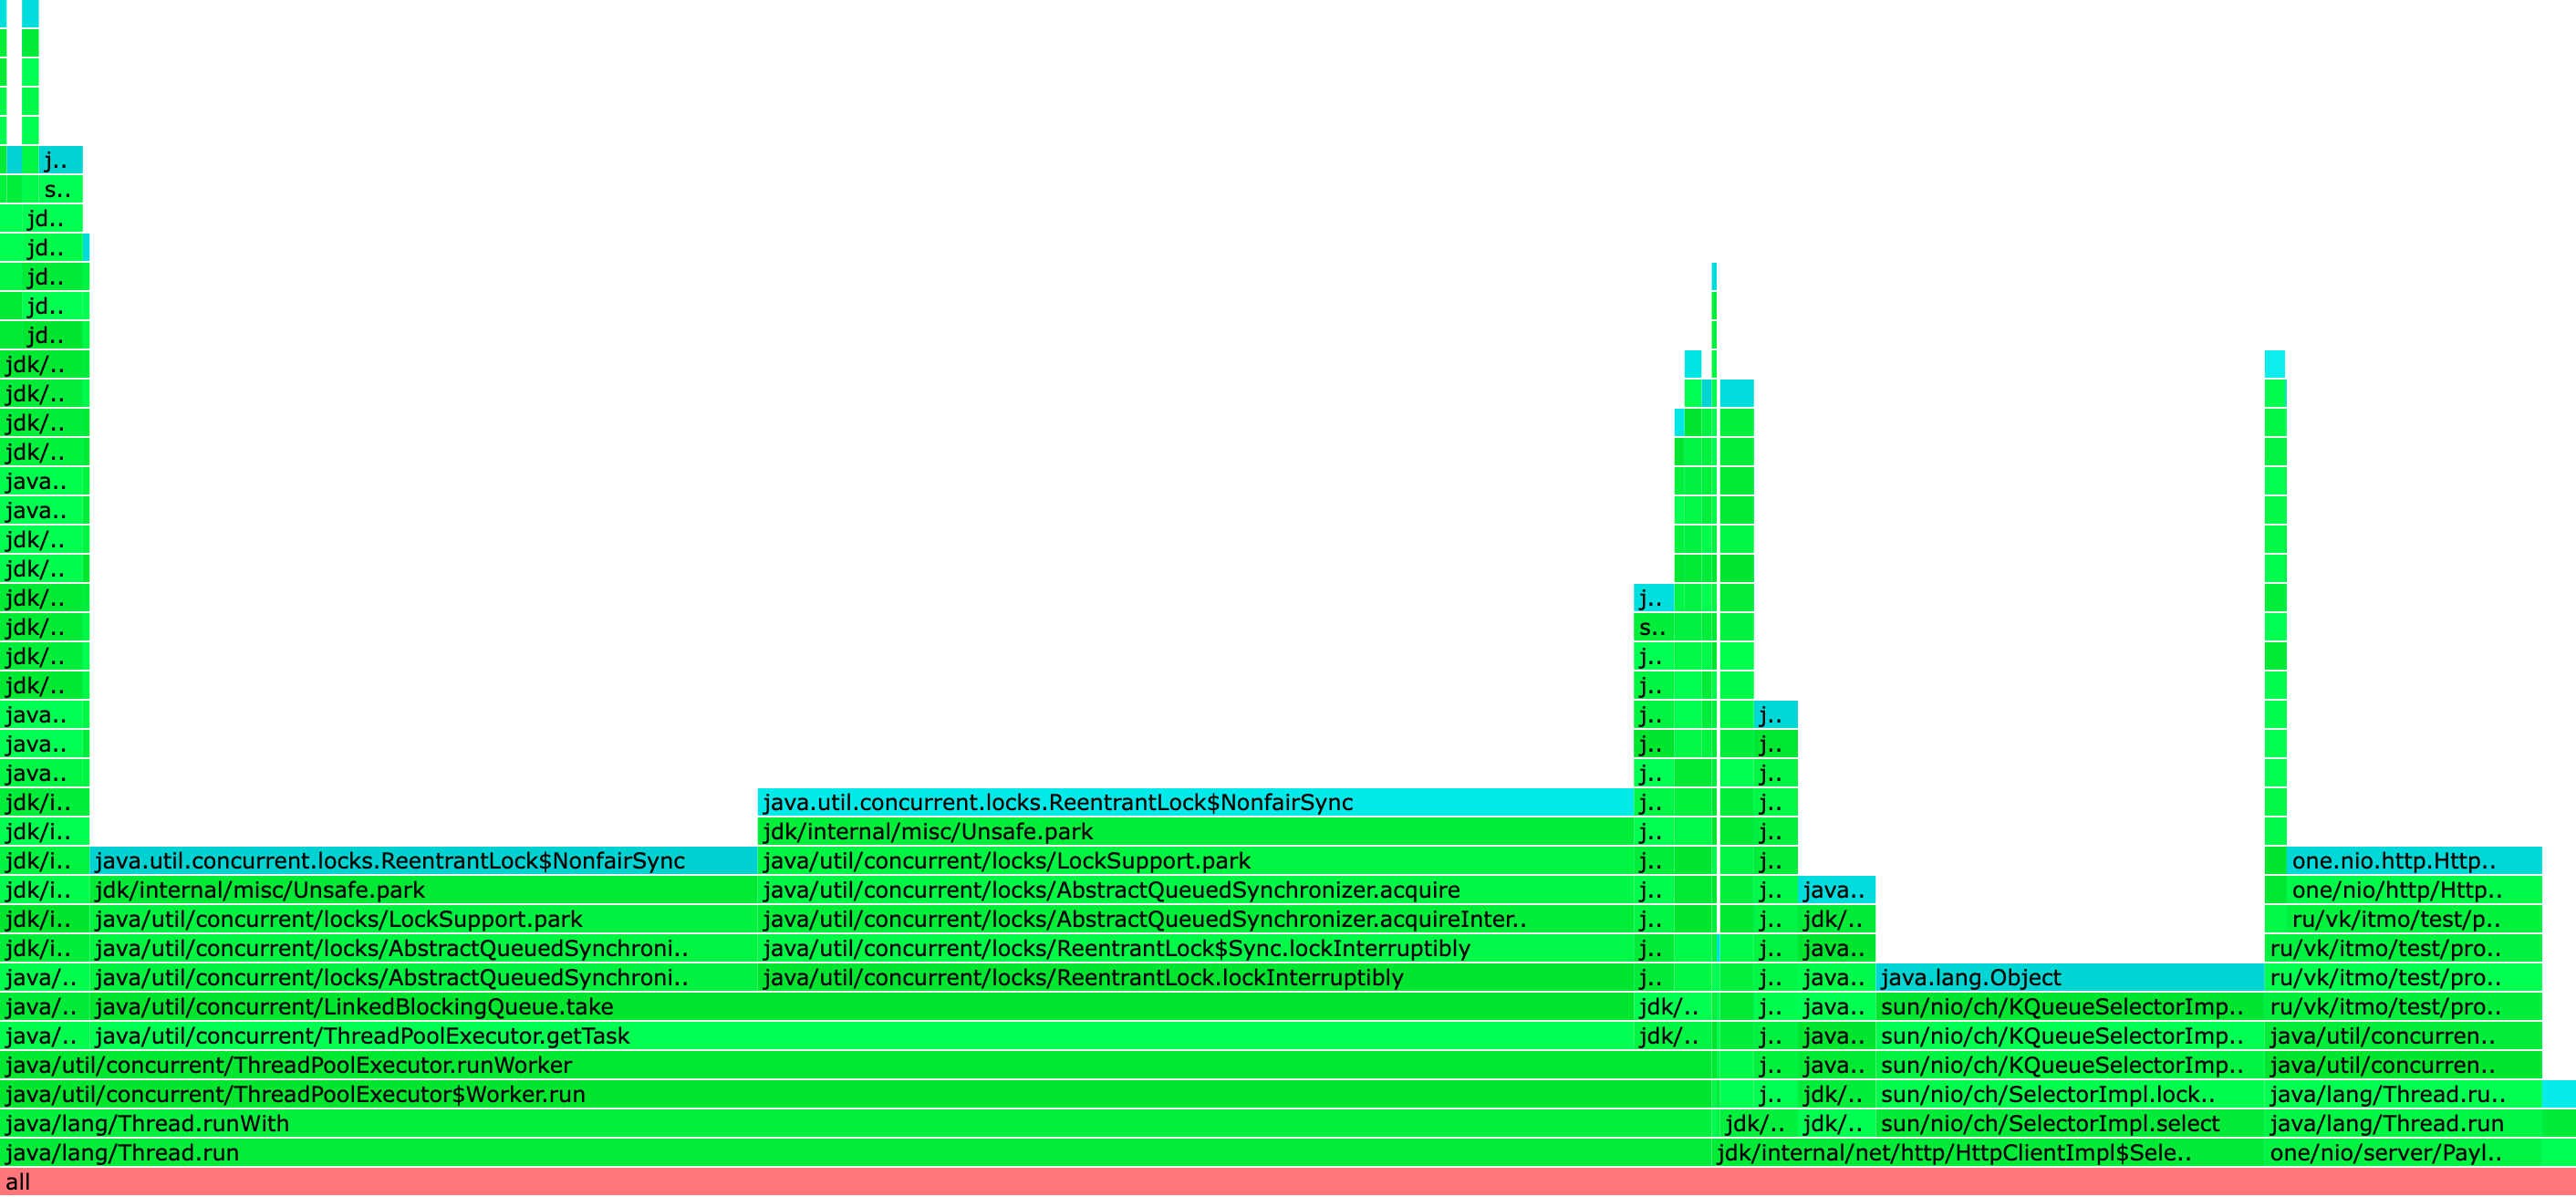 j..
s..
jd..
jd..
jd..
jd..
jd..
jdk/..
jdk/..
jdk/..
jdk/..
java..
java..
jdk/..
jdk/..
jdk/.. j..
jdk/.. s..
jdk/.. j..
jdk/.. j..
java.. j.. j..
java.. j.. j..
java.. j.. j..
jdk/i.. java.util.concurrent.locks.ReentrantLock$NonfairSync j.. j..
jdk/i.. jdk/internal/misc/Unsafe.park j.. j..
jdk/i.. java.util.concurrent.locks.ReentrantLock$NonfairSync java/util/concurrent/locks/LockSupport.park j.. j.. one.nio.http.Http..
jdk/i.. jdk/internal/misc/Unsafe.park java/util/concurrent/locks/AbstractQueuedSynchronizer.acquire j.. j.. java.. one/nio/http/Http..
jdk/i.. java/util/concurrent/locks/LockSupport.park java/util/concurrent/locks/AbstractQueuedSynchronizer.acquireInter.. j.. j.. jdk/.. ru/vk/itmo/test/p..
jdk/i.. java/util/concurrent/locks/AbstractQueuedSynchroni.. java/util/concurrent/locks/ReentrantLock$Sync.lockInterruptibly j.. j.. java.. ru/vk/itmo/test/pro..
java/.. java/util/concurrent/locks/AbstractQueuedSynchroni.. java/util/concurrent/locks/ReentrantLock.lockInterruptibly j.. j.. java.. java.lang.Object ru/vk/itmo/test/pro..
java/.. java/util/concurrent/LinkedBlockingQueue.take jdk/.. j.. java.. sun/nio/ch/KQueueSelectorImp.. ru/vk/itmo/test/pro..
java/.. java/util/concurrent/ThreadPoolExecutor.getTask jdk/.. j.. java.. sun/nio/ch/KQueueSelectorImp.. java/util/concurren..
java/util/concurrent/ThreadPoolExecutor.runWorker j.. java.. sun/nio/ch/KQueueSelectorImp.. java/util/concurren..
java/util/concurrent/ThreadPoolExecutor$Worker.run j.. jdk/.. sun/nio/ch/SelectorImpl.lock.. java/lang/Thread.ru..
java/lang/Thread.runWith jdk/.. jdk/.. sun/nio/ch/SelectorImpl.select java/lang/Thread.run
java/lang/Thread.run jdk/internal/net/http/HttpClientImpl$Sele.. one/nio/server/Payl..
all